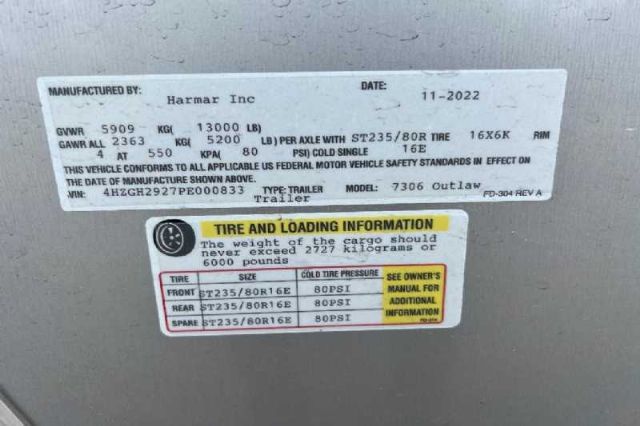 MANUFACTURED BY: Harmar Inc DATE: 11-2022
GVWR 5909 KG( 13000 LB)
GAWR ALL 2363 KG( 5200 LB) PER AXLE WITH ST235/80R TIRE 16X6K RIM
4 AT 550 KPA( 80 PSI) COLD SINGLE 16E
THIS VEHICLE CONFORMS TO ALL APPLICABLE US FEDERAL MOTOR VEHICLE SAFETY STANDARDS IN EFFECT ON
THE DATE OF MANUFACTURE SHOWN ABOVE.
VIN: 4HZGH2927PE000833 TYPE:TRAILER MODEL: 7306 Outlaw
Trailer FD-304 REV A
TIRE AND LOADING INFORMATION
The weight of the cargo should
never exceed 2727 kilograms or
6000 pounds
TIRE SIZE COLD TIRE PRESSURE SEE OWNER'S
FRONT ST235/80R16E 80PSI MANUAL FOR
REAR ST235/80R16E 80PSI ADDITIONAL
SPARE ST235/80R16E 80PSI INFORMATION